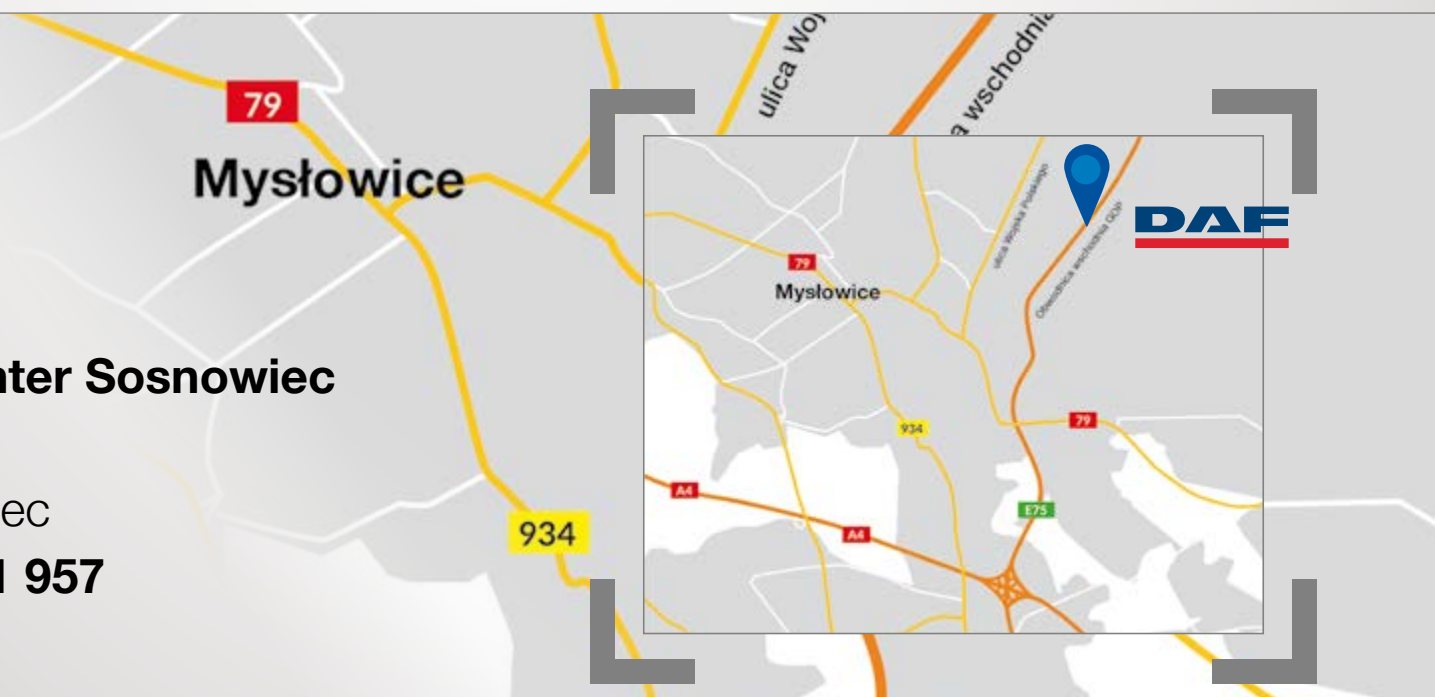 ulica Woj
a wschodnia
79
Mysłowice
nter Sosnowiec
ec
957
934
ulica Wojska Polskiego
Obwodnica wschodnia GOP
DAF
79
Mysłowice
79
934
A4
E75
A4